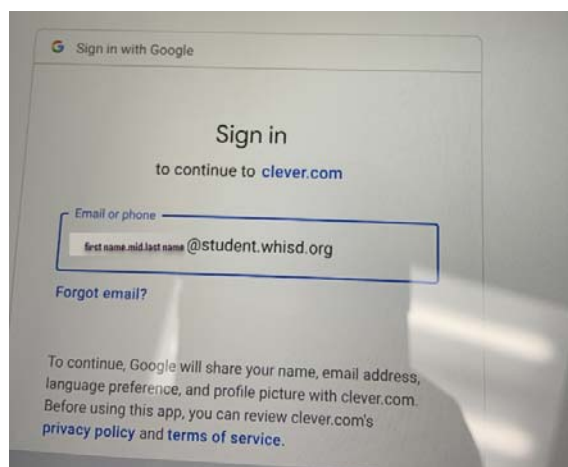 Sign in with Google
Sign in
to continue to clever.com
Email or phone
first name.mid.last name @student.whisd.org
Forgot email?
To continue, Google will share your name, email address,
language preference, and profile picture with clever.com.
Before using this app, you can review clever.com's
privacy policy and terms of service.